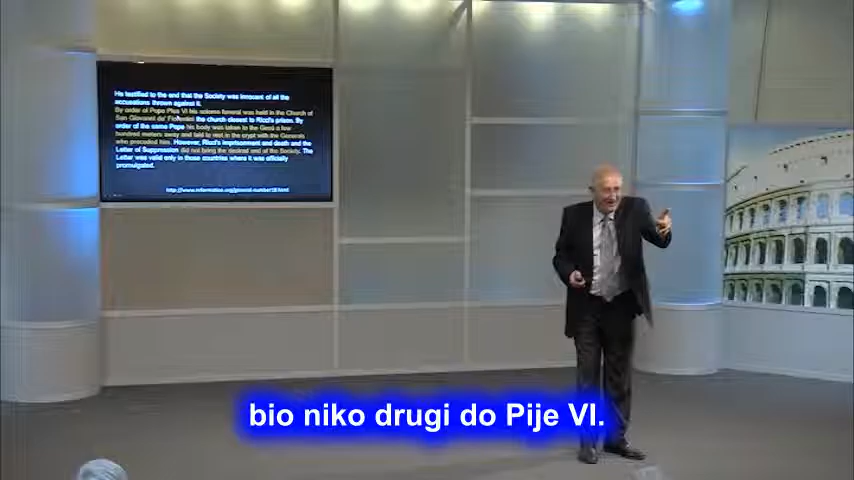 He testified to the end that the Society was innocent of all the
accusations thrown against it.
By order of Pope Pius VI his solemn funeral was held in the Church of
San Giovanni de' Fiorentini the church closest to Ricci's prison. By
order of the same Pope his body was taken to the Gesù a few
hundred meters away and laid to rest in the crypt with the Generals
who preceded him. However, Ricci's imprisonment and death and the
Letter of Suppression did not bring the desired end of the Society. The
Letter was valid only in those countries where it was officially
promulgated.
bio niko drugi do Pije VI.